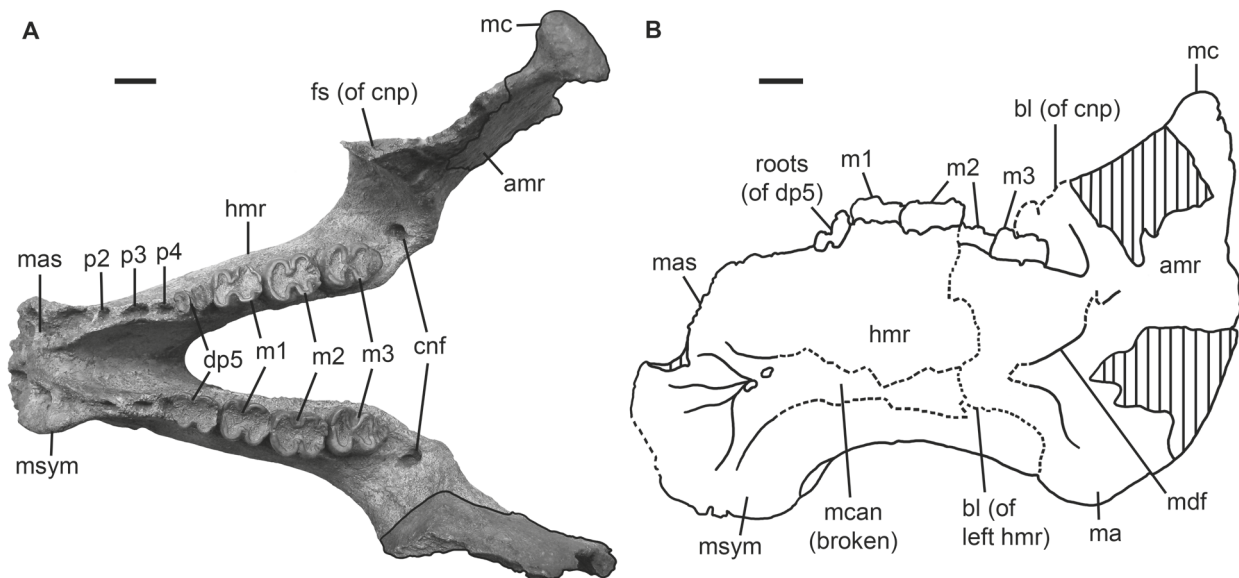 A
mc
fs (of cnp)
amr
hmr
mas
p2
p3
p4
dp5
m1
m2
m3
cnf
msym
B
mc
bl (of cnp)
m1
m2
m3
roots
(of dp5)
mas
amr
hmr
msym
mcan
(broken)
bl (of
left hmr)
ma
mdf